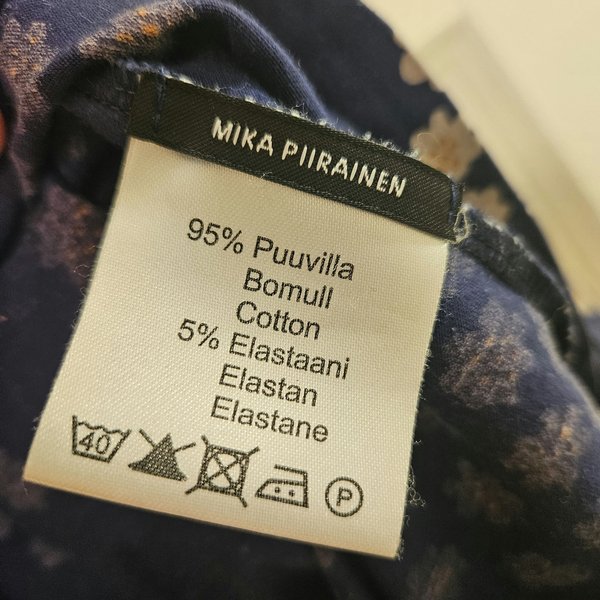 MIKA PIIRAINEN
95% Puuvilla
Bomull
Cotton
5% Elastaani
Elastan
Elastane
40 P